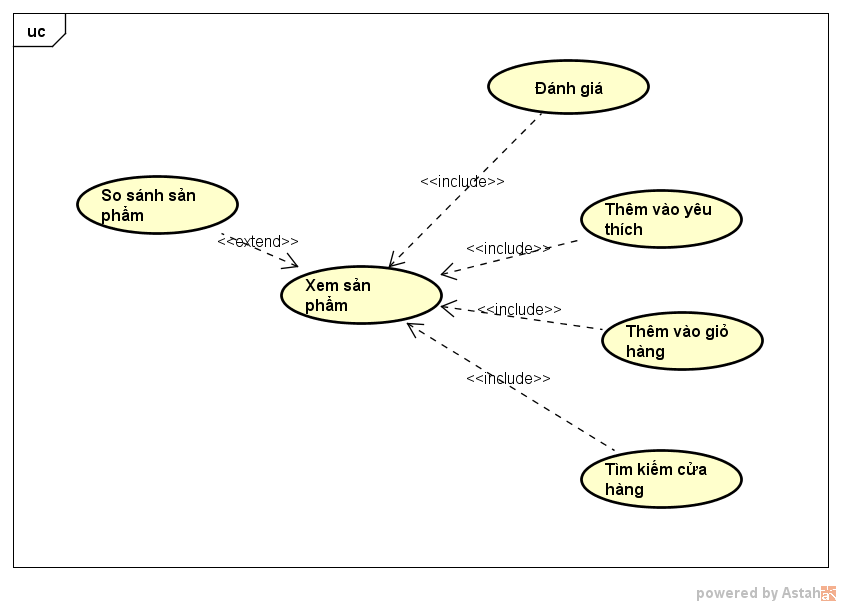 uc
Đánh giá
<<include>>
So sánh sản
phẩm
<<extend>>
Thêm vào yêu
thích
<<include>>
Xem sản
phẩm
<<include>>
Thêm vào giỏ
hàng
<<include>>
Tìm kiếm cửa
hàng
powered by Astah